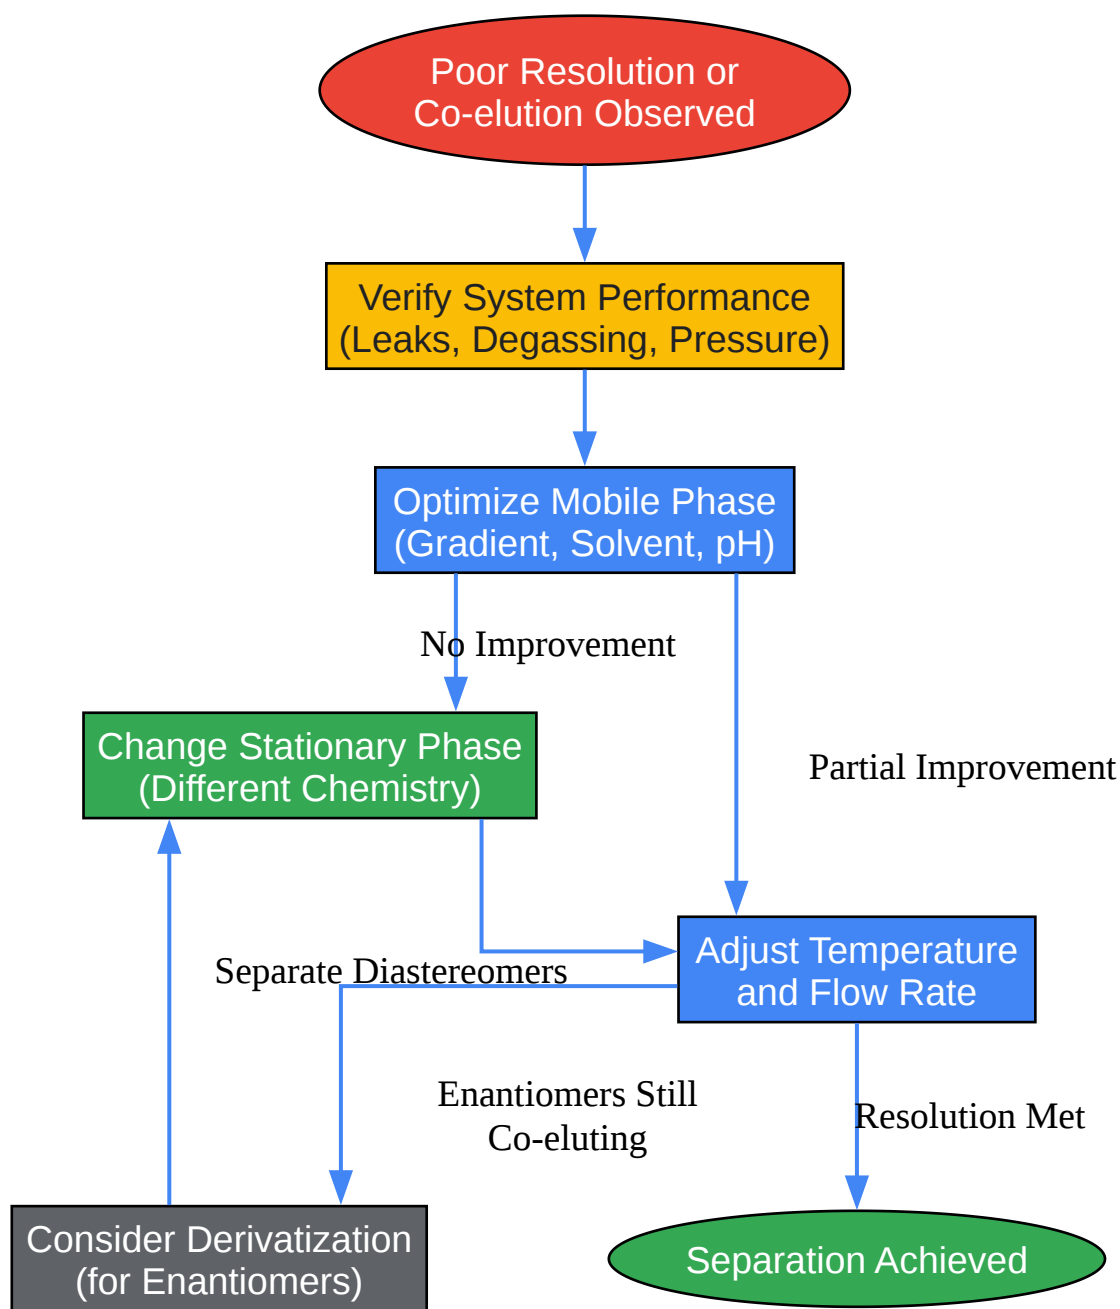 Poor Resolution or
Co-elution Observed
Verify System Performance
(Leaks, Degassing, Pressure)
Optimize Mobile Phase
(Gradient, Solvent, pH)
No Improvement
Change Stationary Phase
(Different Chemistry)
Partial Improvement
Adjust Temperature
and Flow Rate
Separate Diastereomers
Enantiomers Still
Co-eluting
Resolution Met
Consider Derivatization
(for Enantiomers)
Separation Achieved